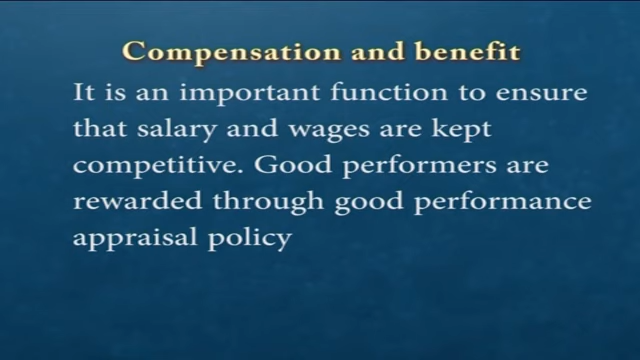 Compensation and benefit
It is an important function to ensure
that salary and wages are kept
competitive. Good performers are
rewarded through good performance
appraisal policy